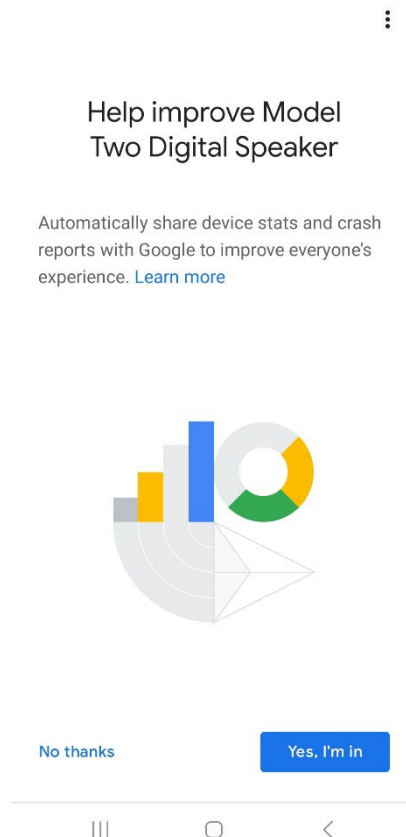 Help improve Model
Two Digital Speaker
Automatically share device stats and crash
reports with Google to improve everyone's
experience. Learn more
No thanks
Yes, I'm in